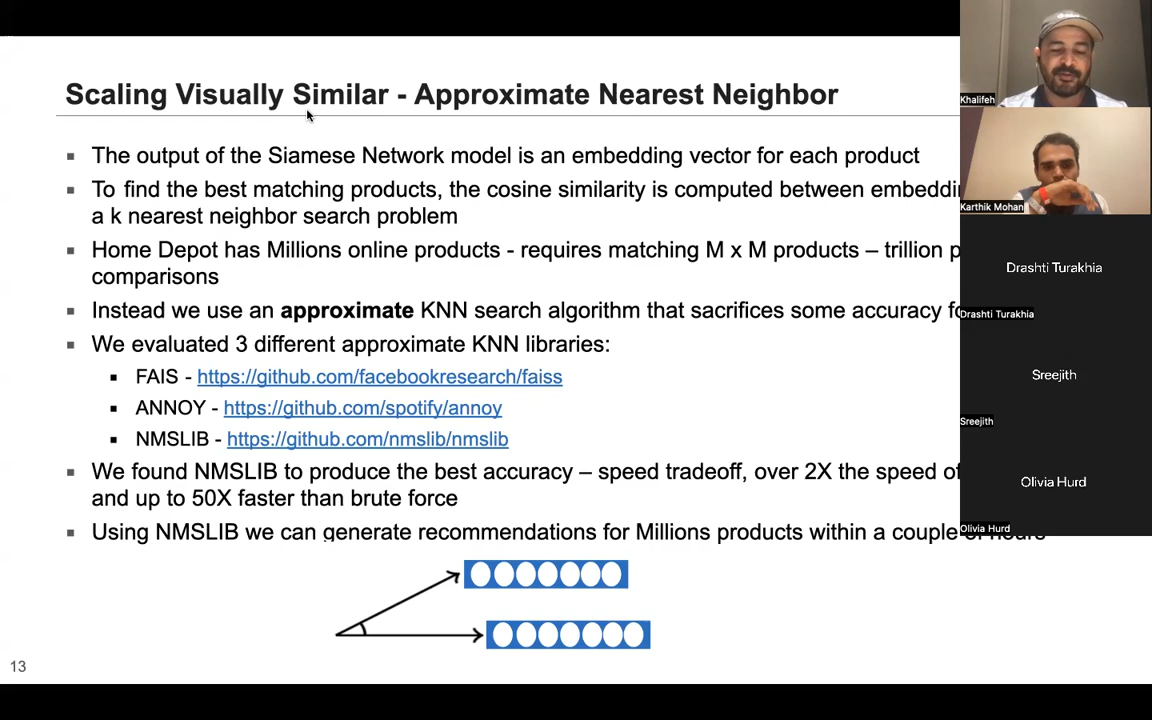 Scaling Visually Similar - Approximate Nearest Neighbor
The output of the Siamese Network model is an embedding vector for each product
To find the best matching products, the cosine similarity is computed between
a k nearest neighbor search problem
Home Depot has Millions online products - requires matching M x M products – trillion
comparisons
Instead we use an approximate KNN search algorithm that sacrifices some accuracy
We evaluated 3 different approximate KNN libraries:
FAIS - https://github.com/facebookresearch/faiss
ANNOY - https://github.com/spotify/annoy
NMSLIB - https://github.com/nmslib/nmslib
We found NMSLIB to produce the best accuracy – speed tradeoff, over 2X the speed of
and up to 50X faster than brute force
Using NMSLIB we can generate recommendations for Millions products within a couple of hours
13
Khalifeh
Karthik Mohan
Drashti Turakhia
Drashti Turakhia
Sreejith
Sreejith
Olivia Hurd
Olivia Hurd